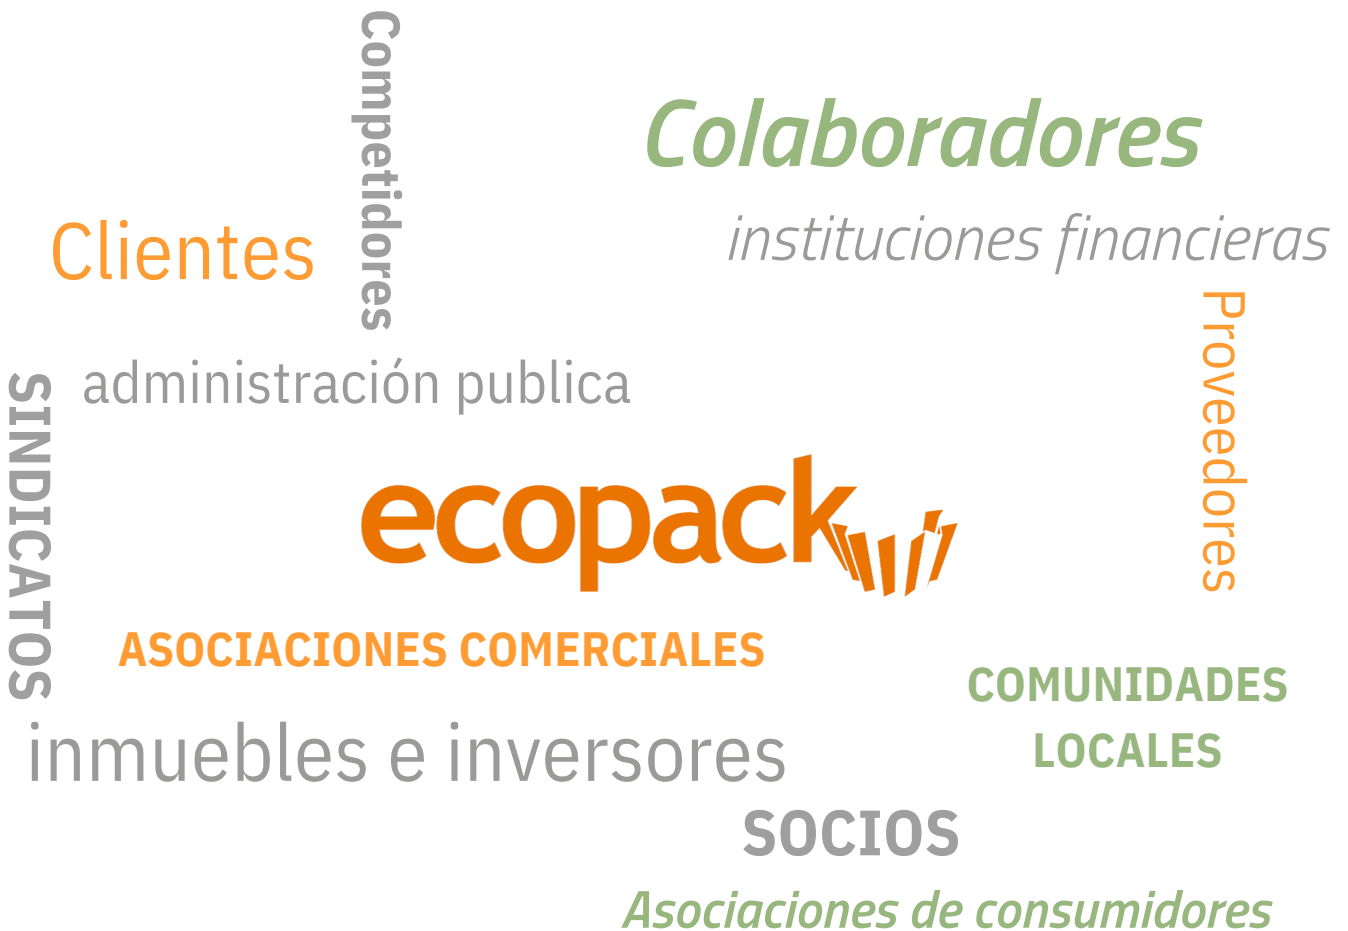 Competidores
Colaboradores
Clientes
instituciones financieras
Proveedores
administración publica
SINDICATOS
ecopack
ASOCIACIONES COMERCIALES
COMUNIDADES
LOCALES
inmuebles e inversores
SOCIOS
Asociaciones de consumidores